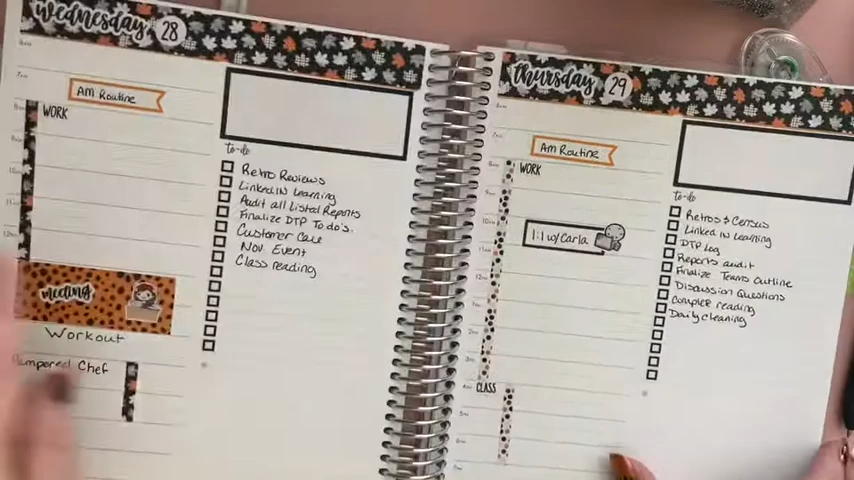 wednesday 28
AM Routine
WORK
to-do
Retro Reviews
LinkedIN Learning
Audit all Listed Reports
Finalize DTP To do's.
Customer Care
Nov. Event
Class reading
meeting
Workout
Pampered Chef
thursday 29
AM Routine
WORK
1:1 w/Carla
CLASS
to-do
Retros & Census
Linked IN Learning
DTP Log
Reports audit
Finalize Teams Outline
Discussion Questions
Complete reading
Daily cleaning